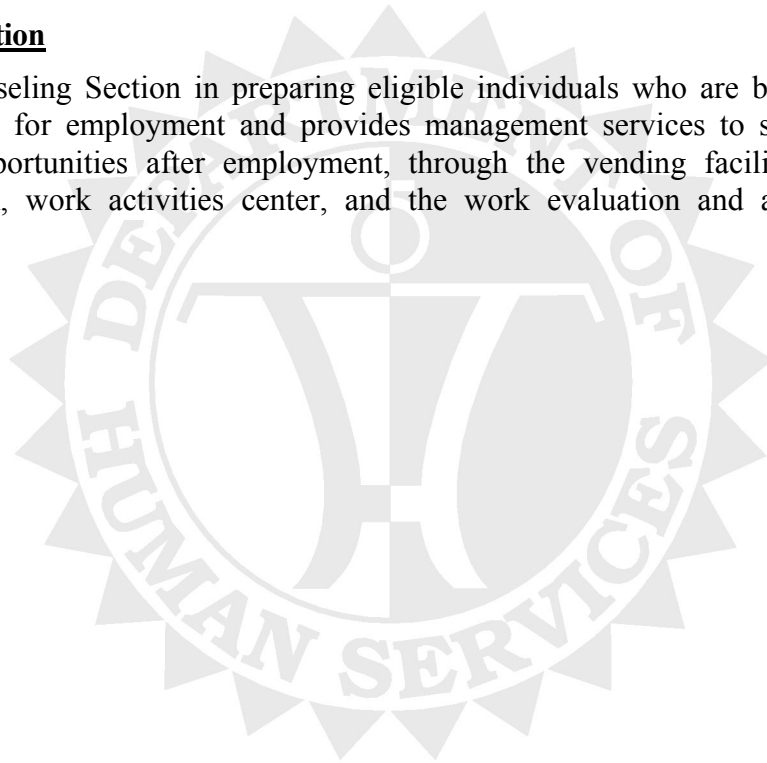 tion
seling Section in preparing eligible individuals who are b
for employment and provides management services to s
portunities after employment, through the vending facili
, work activities center, and the work evaluation and a
DEPARTMENT OF
HUMAN SERVICES